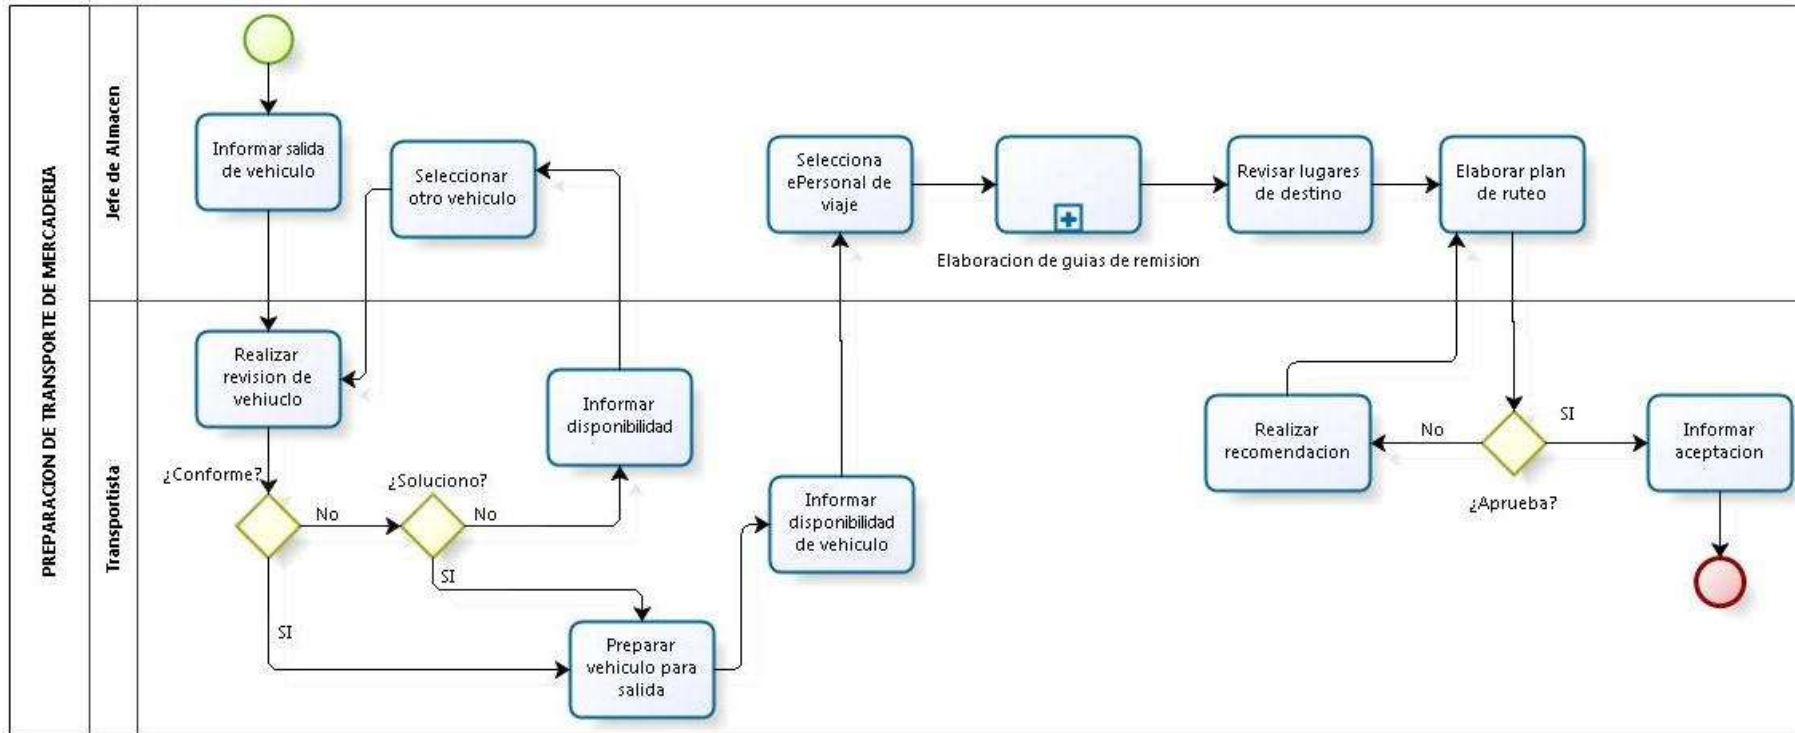 PREPARACION DE TRANSPORTE DE MERCADERIA
Jefe de Almacen
Informar salida
de vehiculo
Seleccionar
otro vehiculo
Selecciona
ePersonal de
viaje
Elaboracion de guias de remision
Revisar lugares
de destino
Elaborar plan
de ruteo
Transportista
Realizar
revision de
vehiuclo
¿Conforme?
No
SI
¿Soluciono?
No
SI
Informar
disponibilidad
Preparar
vehiculo para
salida
Informar
disponibilidad
de vehiculo
Realizar
recomendacion
No
¿Aprueba?
SI
Informar
aceptacion